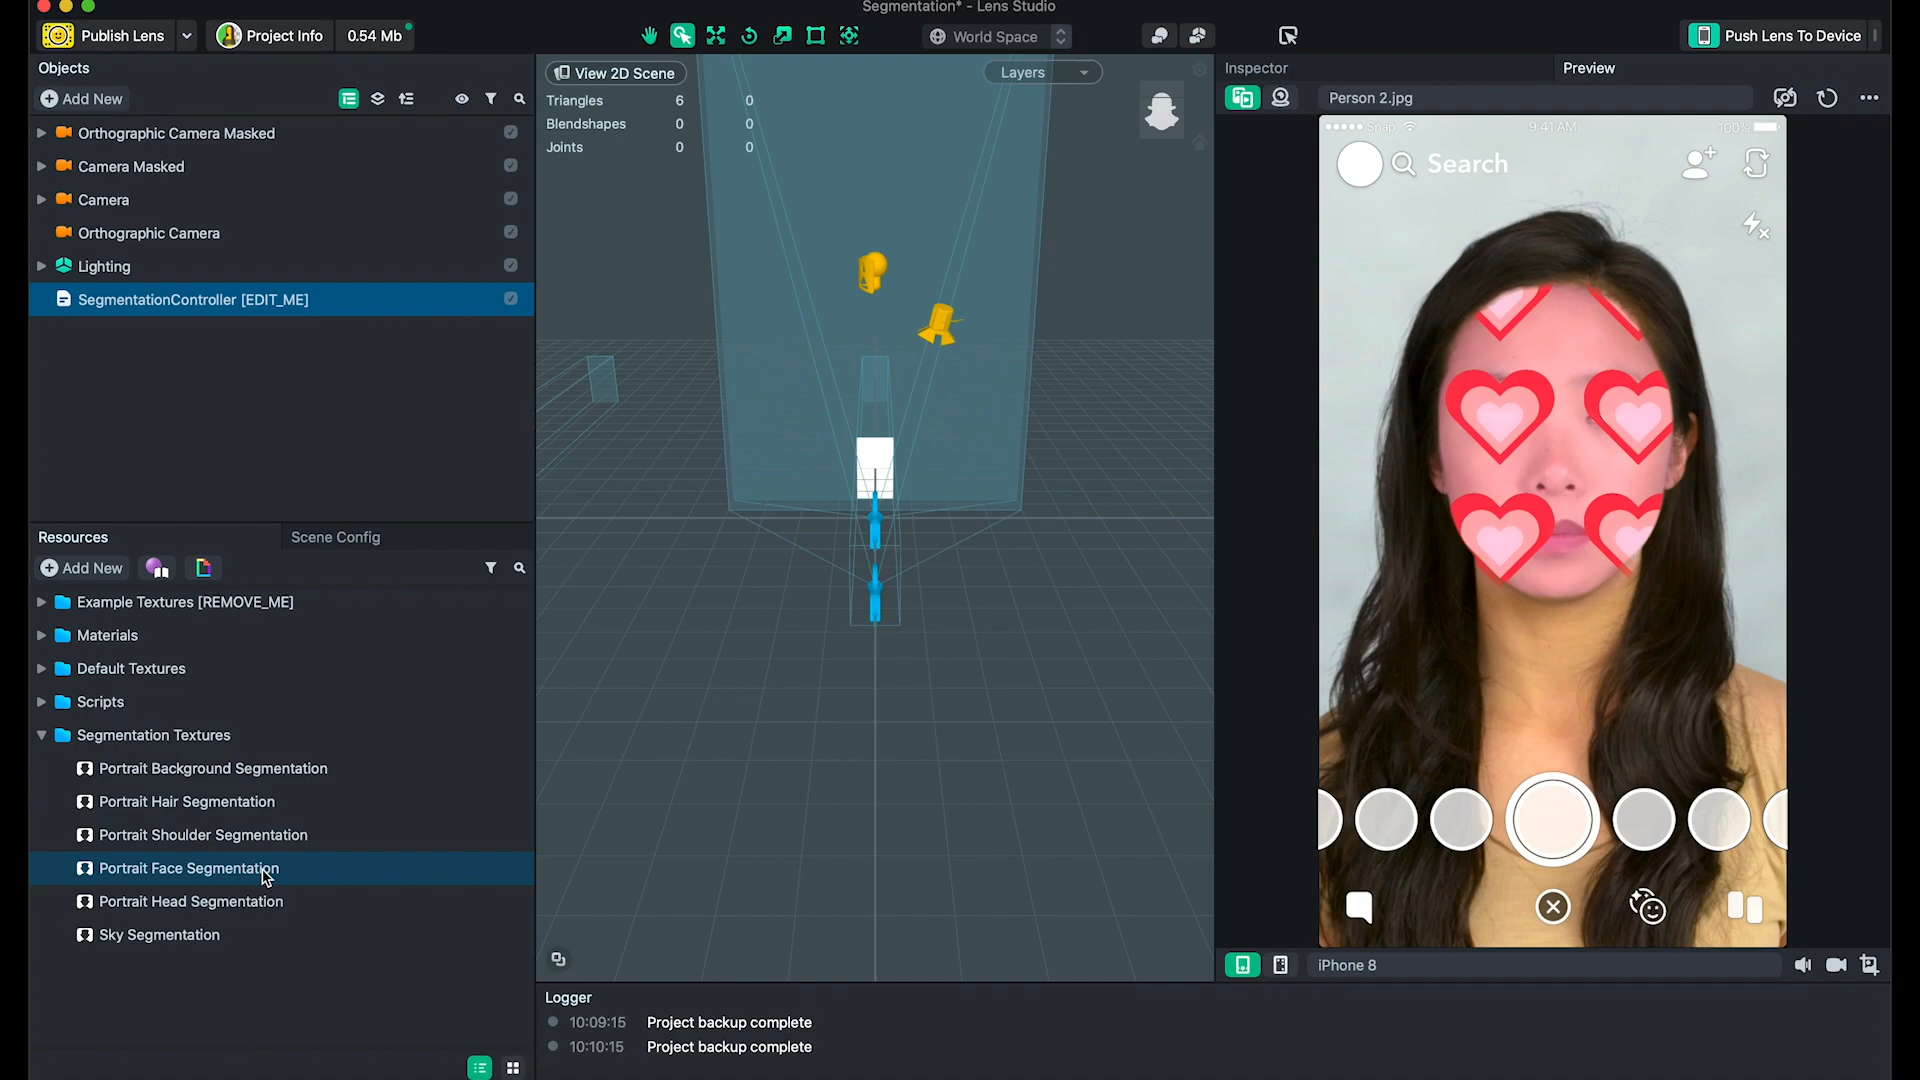 Segmentation* - Lens Studio
Publish Lens
Project Info
0.54 Mb
World Space
Push Lens To Device
Objects
Add New
Orthographic Camera Masked
Camera Masked
Camera
Orthographic Camera
Lighting
SegmentationController [EDIT_ME]
Resources
Scene Config
Add New
Example Textures [REMOVE_ME]
Materials
Default Textures
Scripts
Segmentation Textures
Portrait Background Segmentation
Portrait Hair Segmentation
Portrait Shoulder Segmentation
Portrait Face Segmentation
Portrait Head Segmentation
Sky Segmentation
View 2D Scene
Layers
Triangles 6 0
Blendshapes 0 0
Joints 0 0
Logger
10:09:15 Project backup complete
10:10:15 Project backup complete
Inspector
Preview
Person 2.jpg
Snap 9:41 AM 100%
Search
iPhone 8